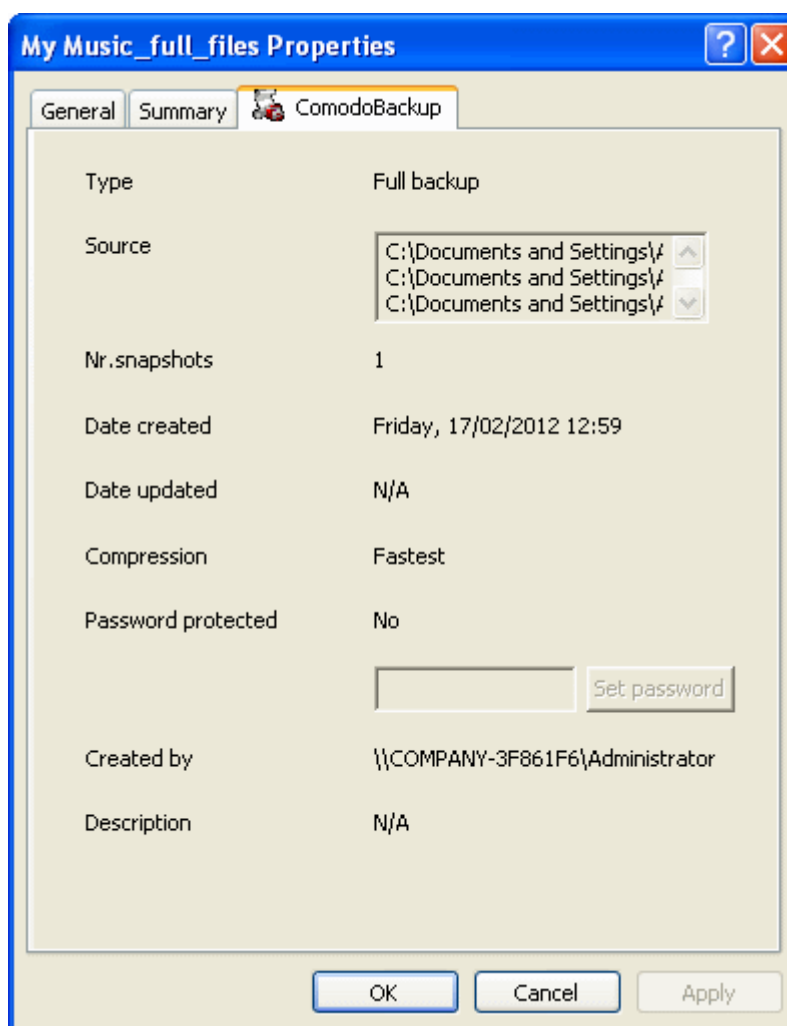 My Music_full_files Properties
General Summary ComodoBackup
Type Full backup
Source C:\Documents and Settings\A
C:\Documents and Settings\A
C:\Documents and Settings\A
Nr.snapshots 1
Date created Friday, 17/02/2012 12:59
Date updated N/A
Compression Fastest
Password protected No
Set password
Created by \\COMPANY-3F861F6\Administrator
Description N/A
OK Cancel Apply